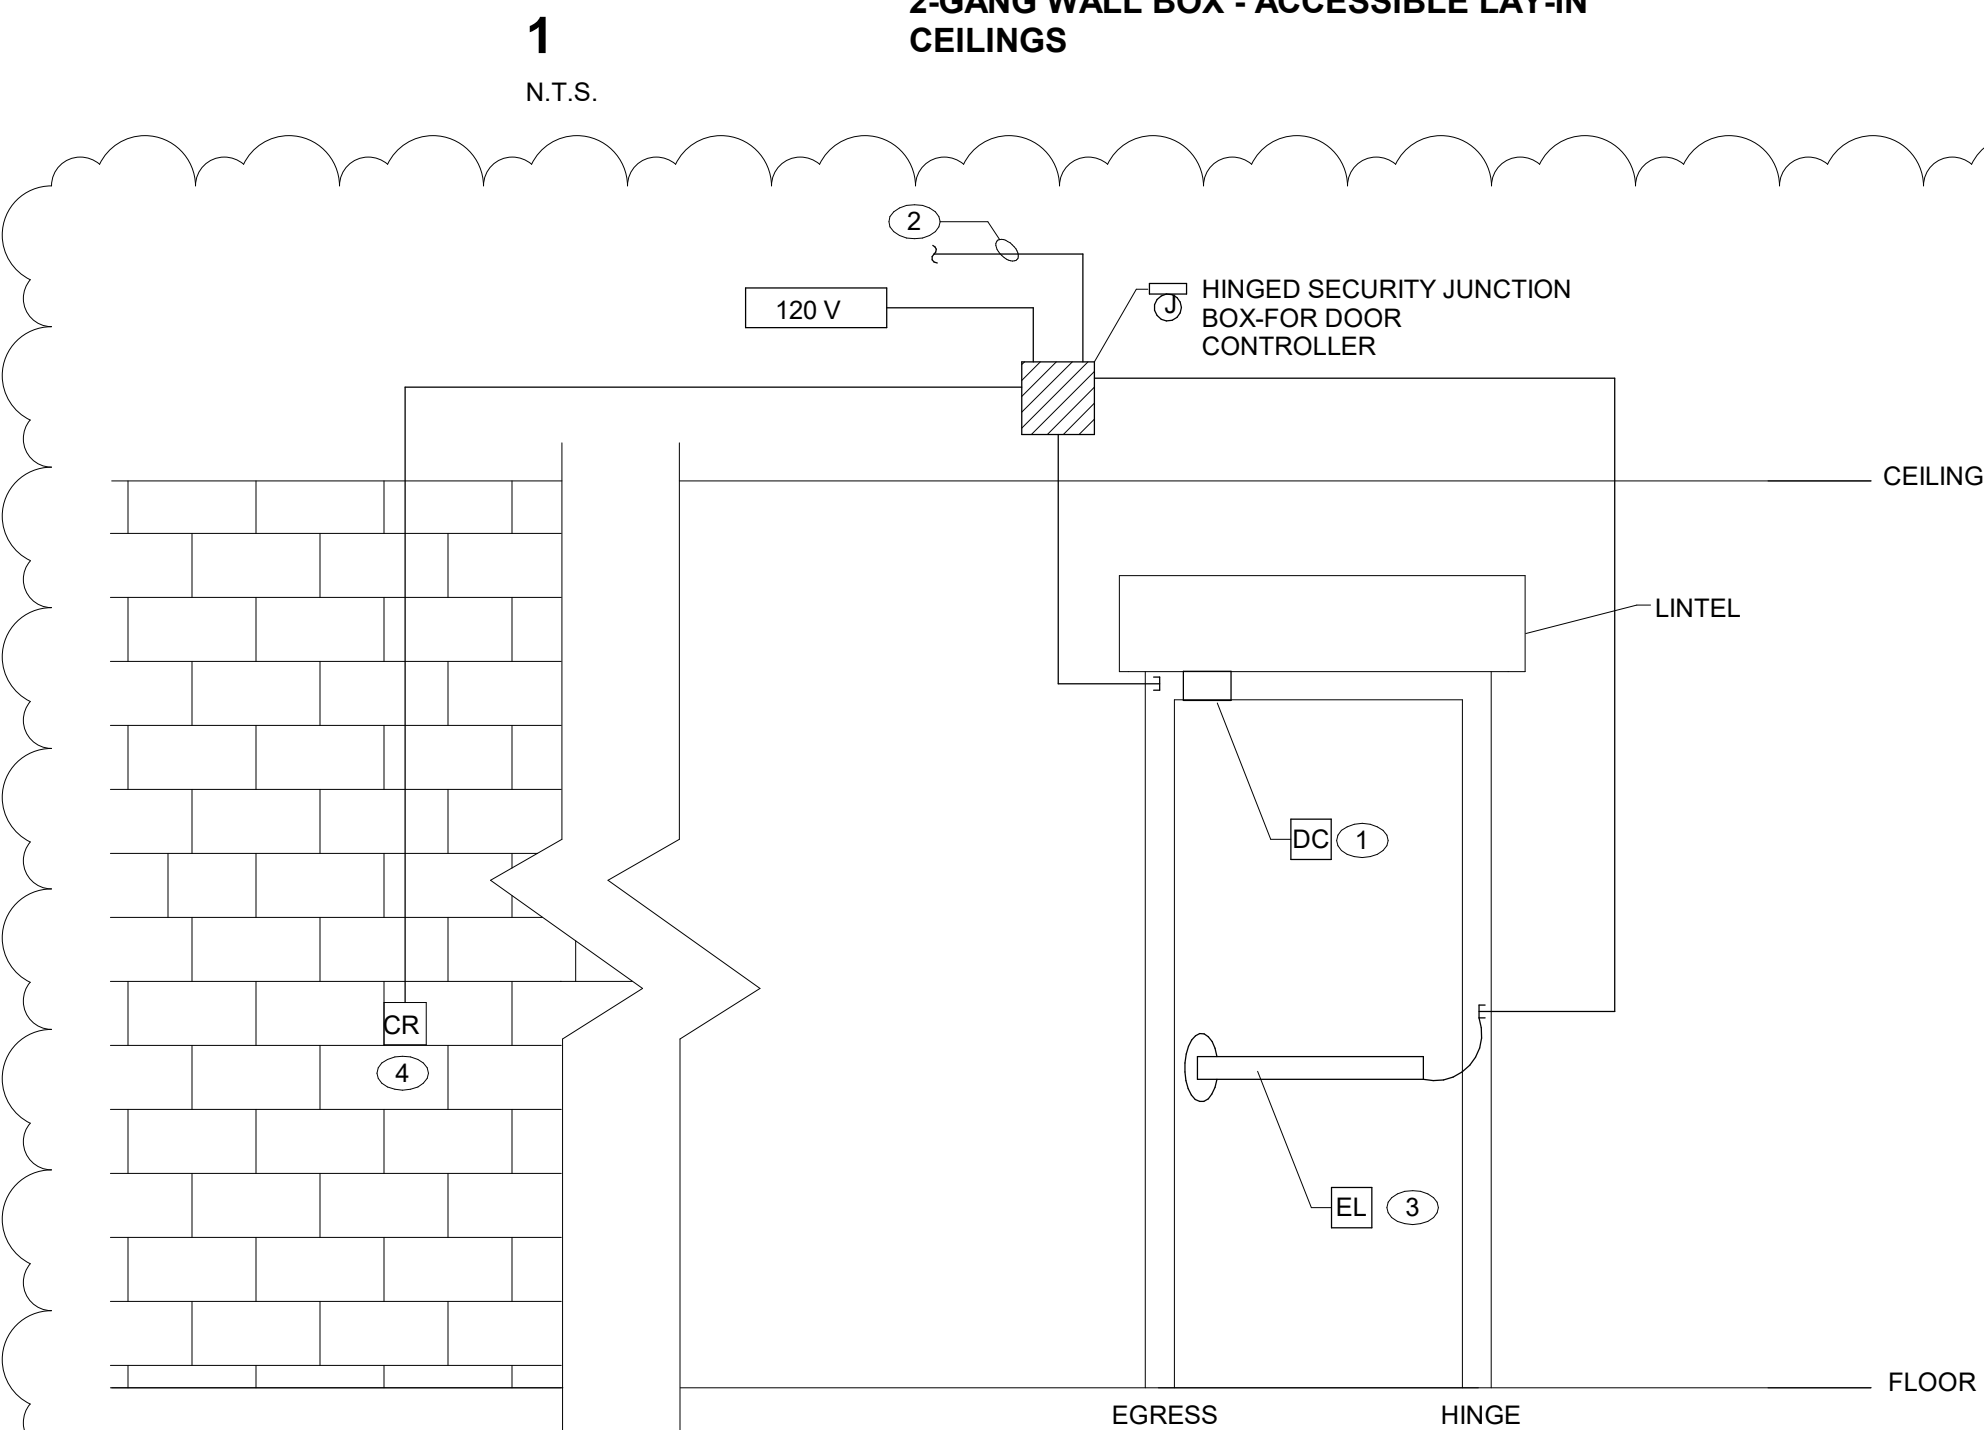 2-GANG WALL BOX - ACCESSIBLE LAY-IN
CEILINGS
1
N.T.S.
2
120 V
J
HINGED SECURITY JUNCTION
BOX-FOR DOOR
CONTROLLER
CEILING
LINTEL
DC
1
CR
4
EL
3
FLOOR
EGRESS
HINGE